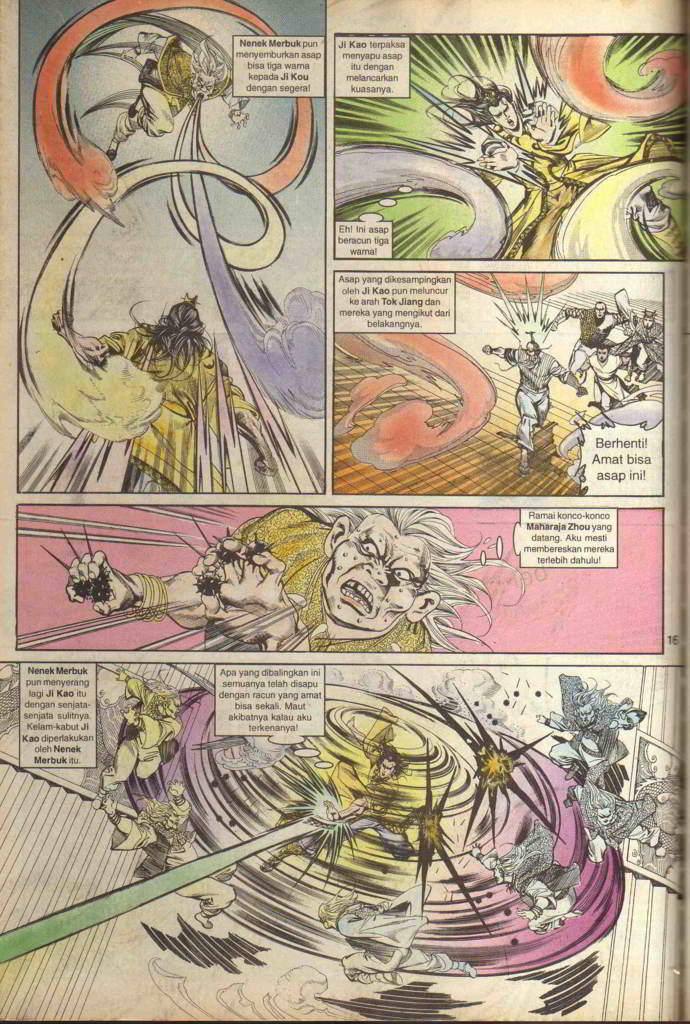 Nenek Merbuk pun
menyemburkan asap
bisa tiga warna
kepada Ji Kou
dengan segera!
Ji Kao terpaksa
menyapu asap
itu dengan
melancarkan
kuasanya.
Eh! Ini asap
beracun tiga
warna!
Asap yang dikesampingkan
oleh Ji Kao pun meluncur
ke arah Tok Jiang dan
mereka yang mengikut dari
belakangnya.
Berhenti!
Amat bisa
asap ini!
Ramai konco-konco
Maharaja Zhou yang
datang. Aku mesti
membereskan mereka
terlebih dahulu!
16
Nenek Merbuk
pun menyerang
lagi Ji Kao itu
dengan senjata-
senjata sulitnya.
Kelam-kabut Ji
Kao diperlakukan
oleh Nenek
Merbuk itu.
Apa yang dibalingkan ini
semuanya telah disapu
dengan racun yang amat
bisa sekali. Maut
akibatnya kalau aku
terkenanya!